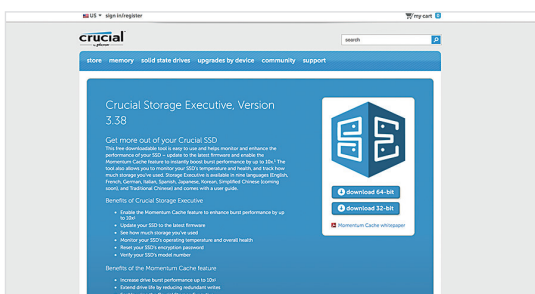 US sign in/register my cart 0
crucial
by Micron
search
store memory solid state drives upgrades by device community support
Crucial Storage Executive, Version
3.38
Get more out of your Crucial SSD
This free downloadable tool is easy to use and helps monitor and enhance the
performance of your SSD – update to the latest firmware and enable the
Momentum Cache feature to instantly boost burst performance by up to 10x.¹ The
tool also allows you to monitor your SSD's temperature and health, and track how
much storage you've used. Storage Executive is available in nine languages (English,
French, German, Italian, Spanish, Japanese, Korean, Simplified Chinese (coming
soon), and Traditional Chinese) and comes with a user guide.
Benefits of Crucial Storage Executive
Enable the Momentum Cache feature to enhance burst performance by up
to 10x¹
Update your SSD to the latest firmware
See how much storage you've used
Monitor your SSD's operating temperature and overall health
Reset your SSD's encryption password
Verify your SSD's model number
Benefits of the Momentum Cache feature
Increase drive burst performance up to 10x¹
Extend drive life by reducing redundant writes
download 64-bit
download 32-bit
Momentum Cache whitepaper